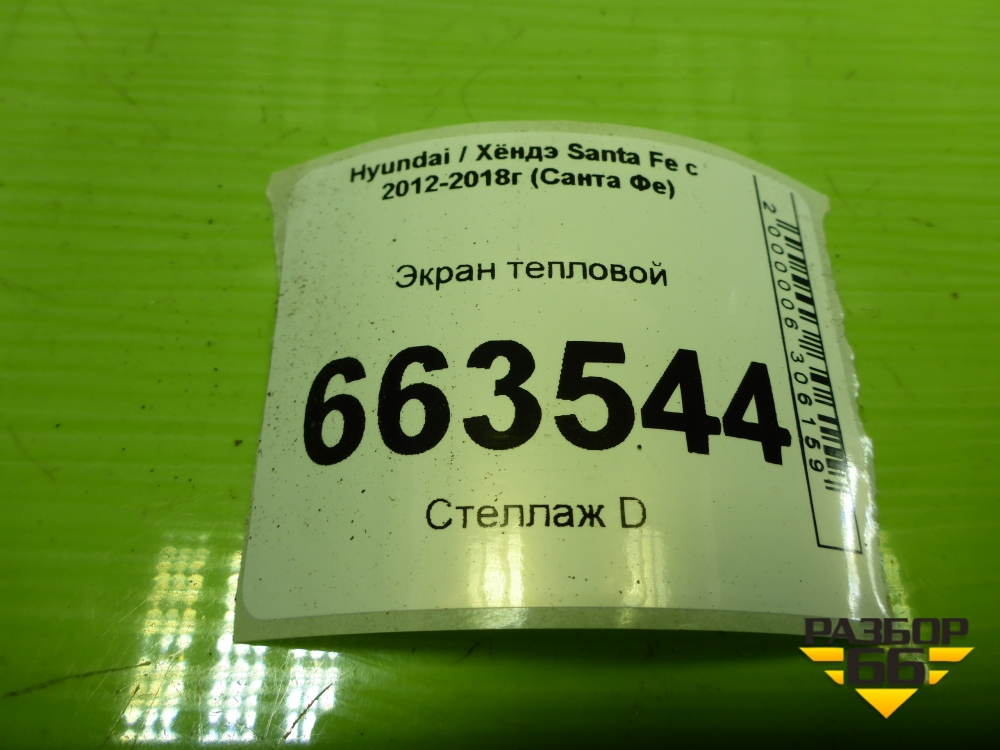 Hyundai / Хёндэ Santa Fe с
2012-2018г (Санта Фе)
Экран тепловой
663544
Стеллаж D
2000006306159
РАЗБОР
66